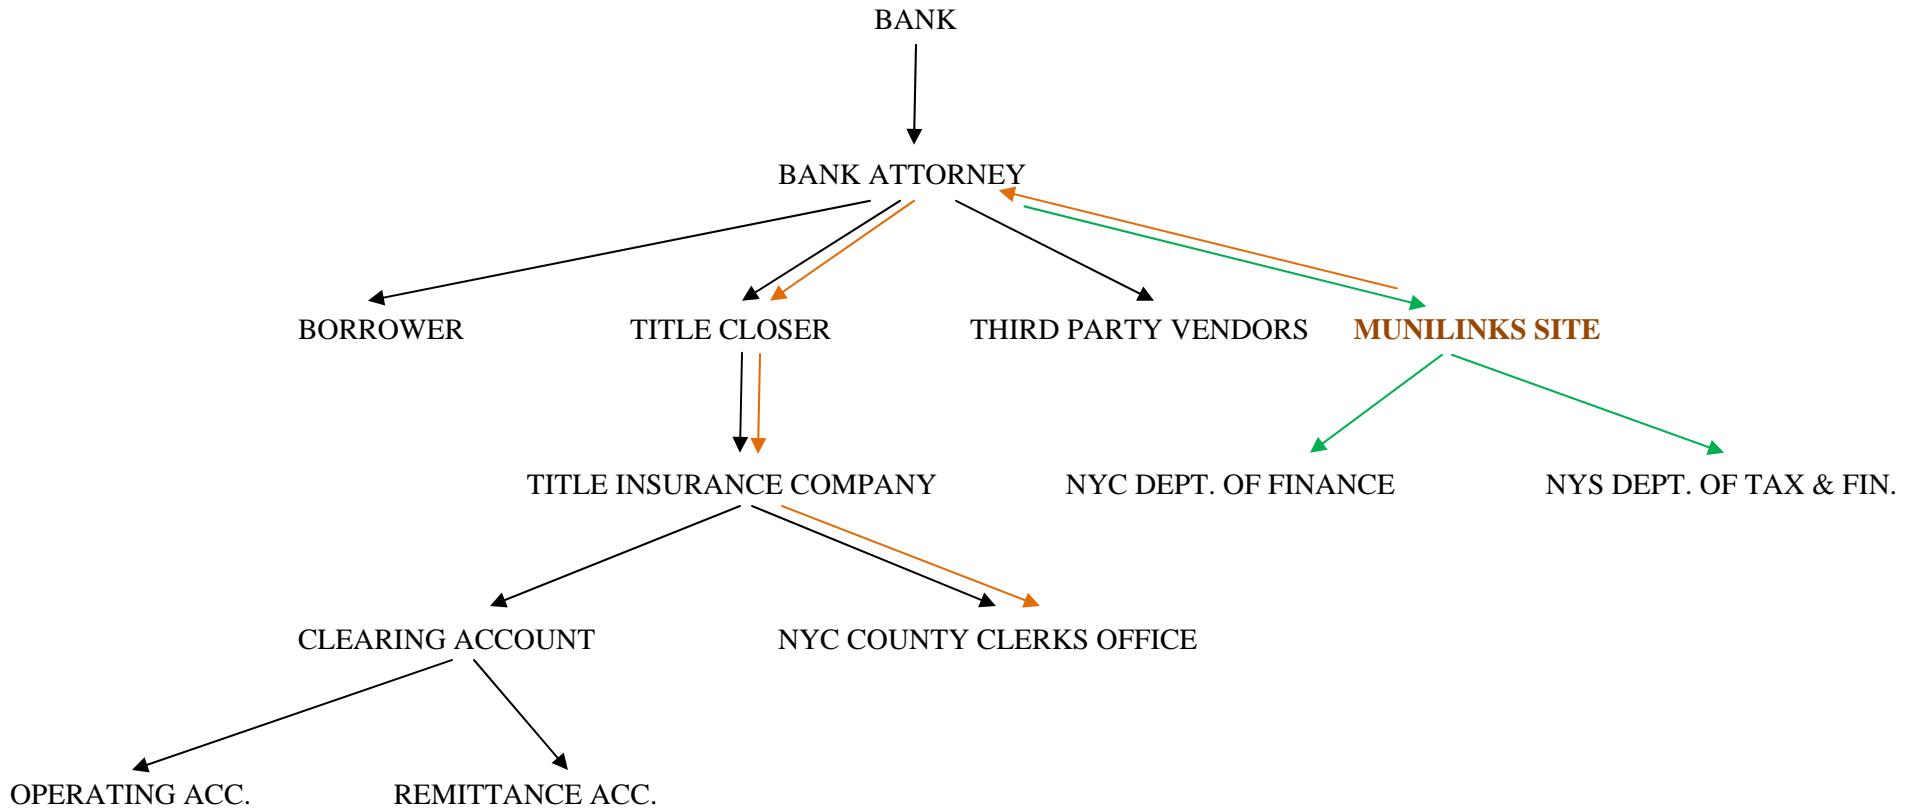 BANK
BANK ATTORNEY
BORROWER
TITLE CLOSER
THIRD PARTY VENDORS
MUNILINKS SITE
TITLE INSURANCE COMPANY
NYC DEPT. OF FINANCE
NYS DEPT. OF TAX & FIN.
CLEARING ACCOUNT
NYC COUNTY CLERKS OFFICE
OPERATING ACC.
REMITTANCE ACC.